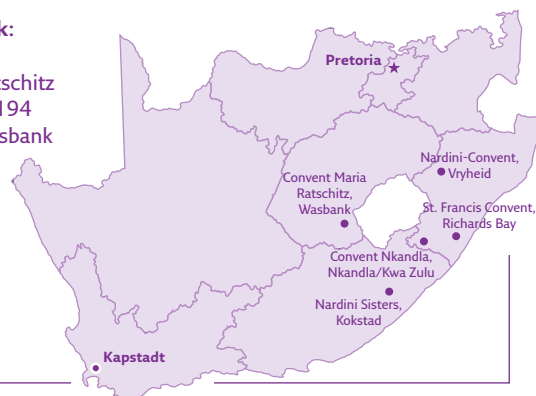 k:
schitz
194
sbank
Pretoria
Nardini-Convent,
Vryheid
Convent Maria
Ratschitz,
Wasbank
St. Francis Convent,
Richards Bay
Convent Nkandla,
Nkandla/Kwa Zulu
Nardini Sisters,
Kokstad
Kapstadt